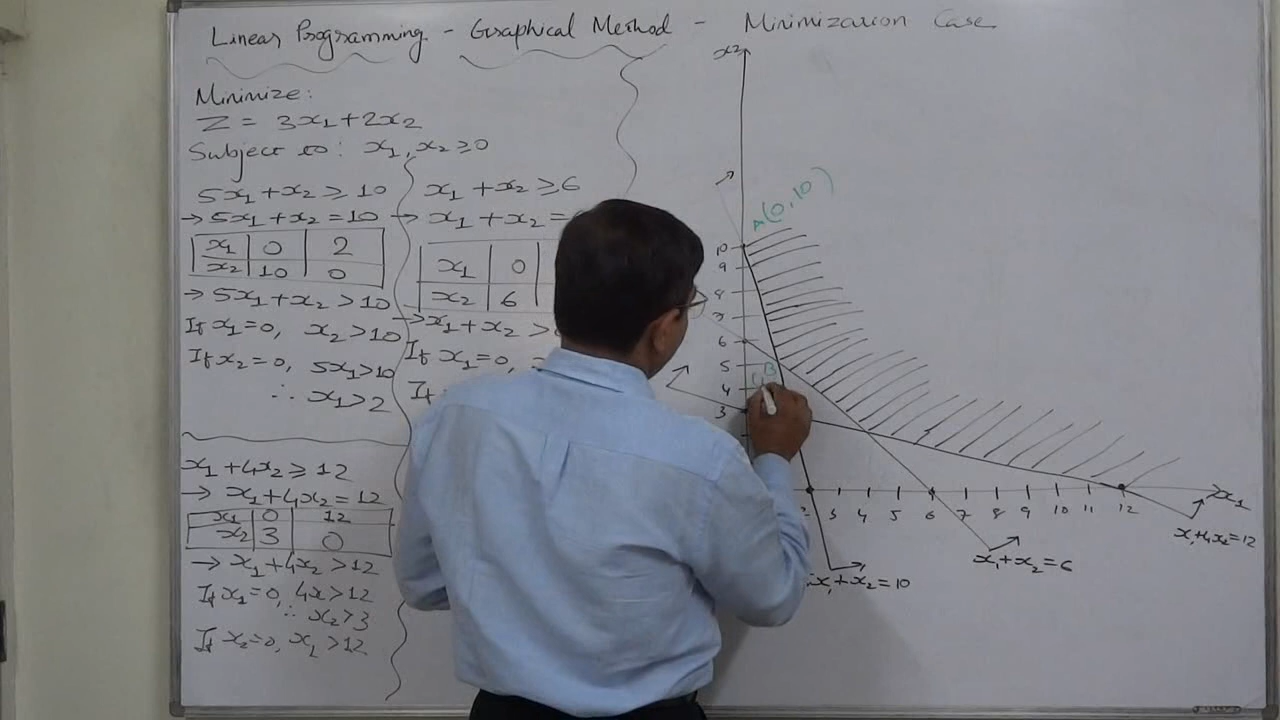 Linear Programming - Graphical Method - Minimization Case
Minimize:
Z = 3x1+2x2
Subject to: x1, x2 ≥0
5x1+x2 ≥ 10
→ 5x1+x2 = 10
x1 0 2
x2 10 0
→ 5x1+x2 > 10
If x1=0, x2 > 10
If x2=0, 5x1>10
∴ x1>2
x1 +x2 ≥ 6
→ x1 + x2 =
x1 0
x2 6
→ x1+x2 >
If x1=0,
If
x1 +4x2 ≥ 12
→ x1+4x2 = 12
x1 0 12
x2 3 0
→ x1+4x2 >12
If x1=0, 4x>12
∴ x2>3
If x2=0, x1 >12
x2
A(0,10)
10
9
8
7
6
5
B
4
3
2 3 4 5 6 7 8 9 10 11 12
x1
x1+4x2=12
x1+x2=6
x1+x2=10